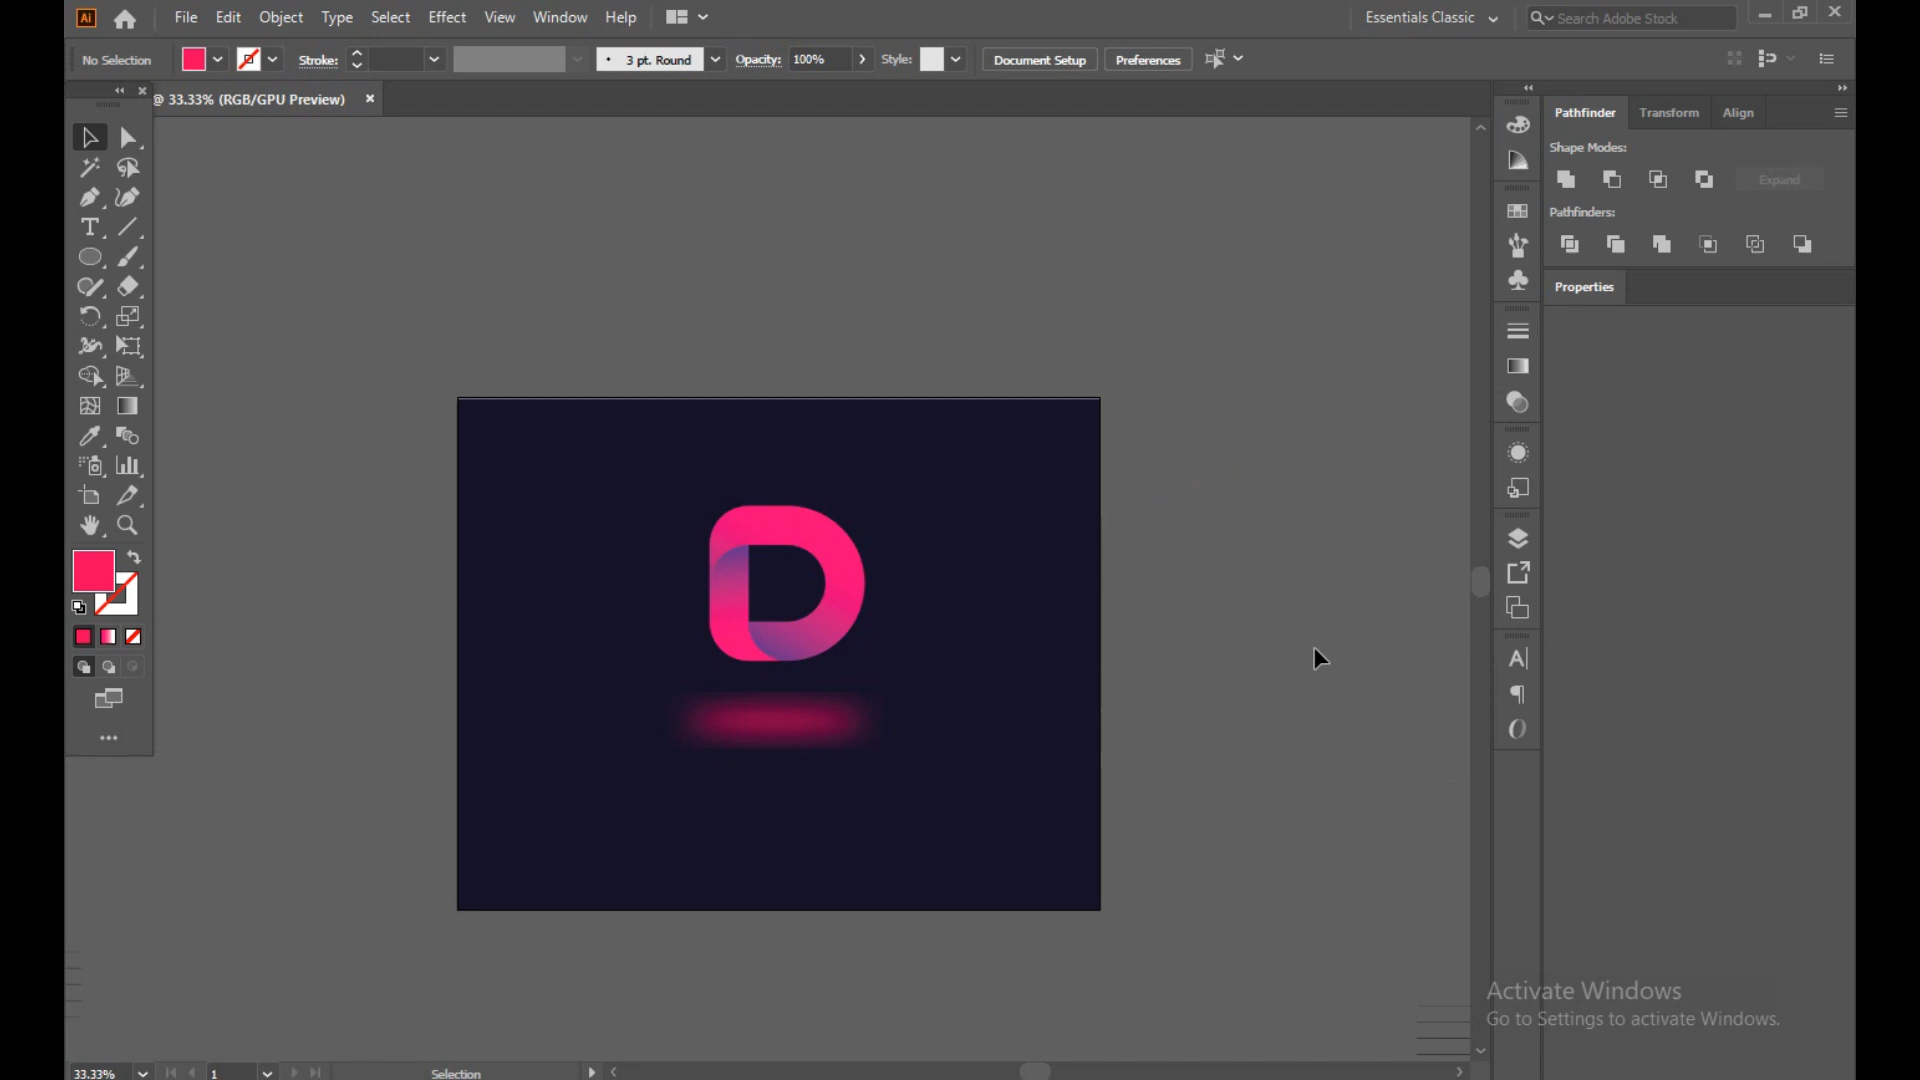 Ai File Edit Object Type Select Effect View Window Help Essentials Classic Search Adobe Stock
No Selection Stroke: 3 pt. Round Opacity: 100% Style: Document Setup Preferences
@ 33.33% (RGB/GPU Preview)
Pathfinder Transform Align
Shape Modes:
Expand
Pathfinders:
Properties
D
Activate Windows
Go to Settings to activate Windows.
33.33% 1 Selection